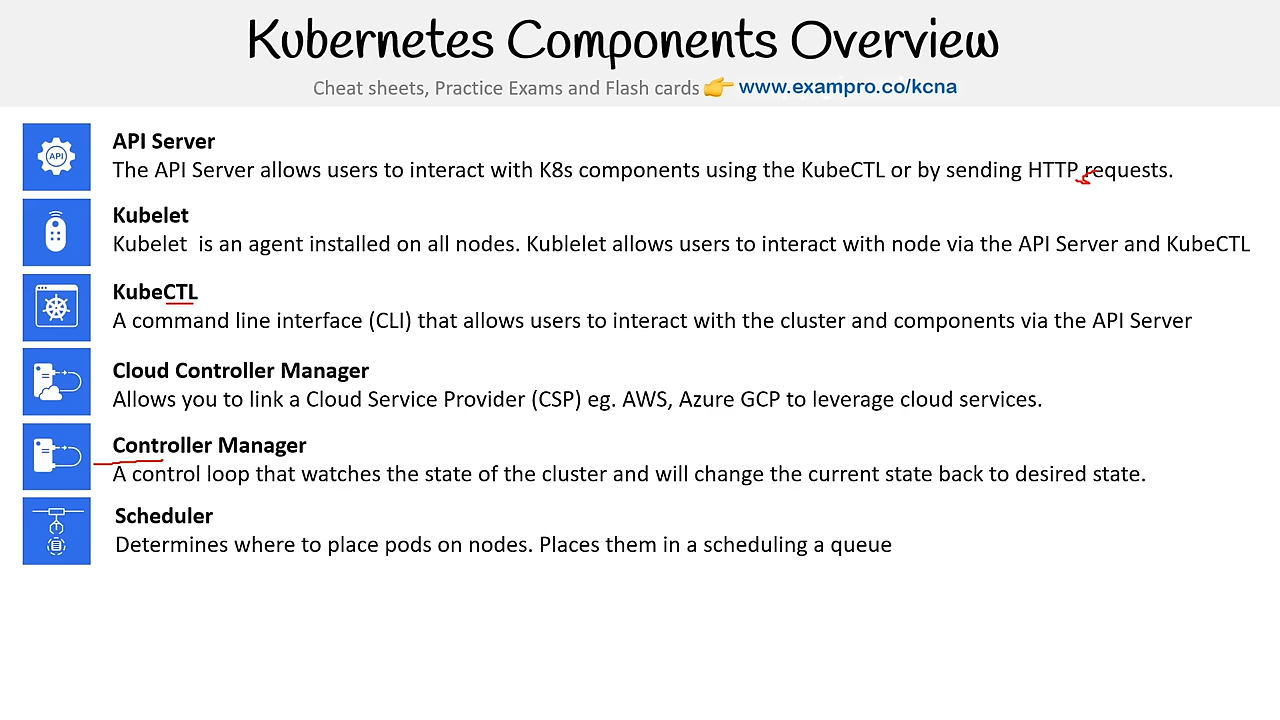 Kubernetes Components Overview
Cheat sheets, Practice Exams and Flash cards 👉 www.exampro.co/kcna
API
API Server
The API Server allows users to interact with K8s components using the KubeCTL or by sending HTTP requests.
Kubelet
Kubelet  is an agent installed on all nodes. Kublelet allows users to interact with node via the API Server and KubeCTL
KubeCTL
A command line interface (CLI) that allows users to interact with the cluster and components via the API Server
Cloud Controller Manager
Allows you to link a Cloud Service Provider (CSP) eg. AWS, Azure GCP to leverage cloud services.
Controller Manager
A control loop that watches the state of the cluster and will change the current state back to desired state.
Scheduler
Determines where to place pods on nodes. Places them in a scheduling a queue